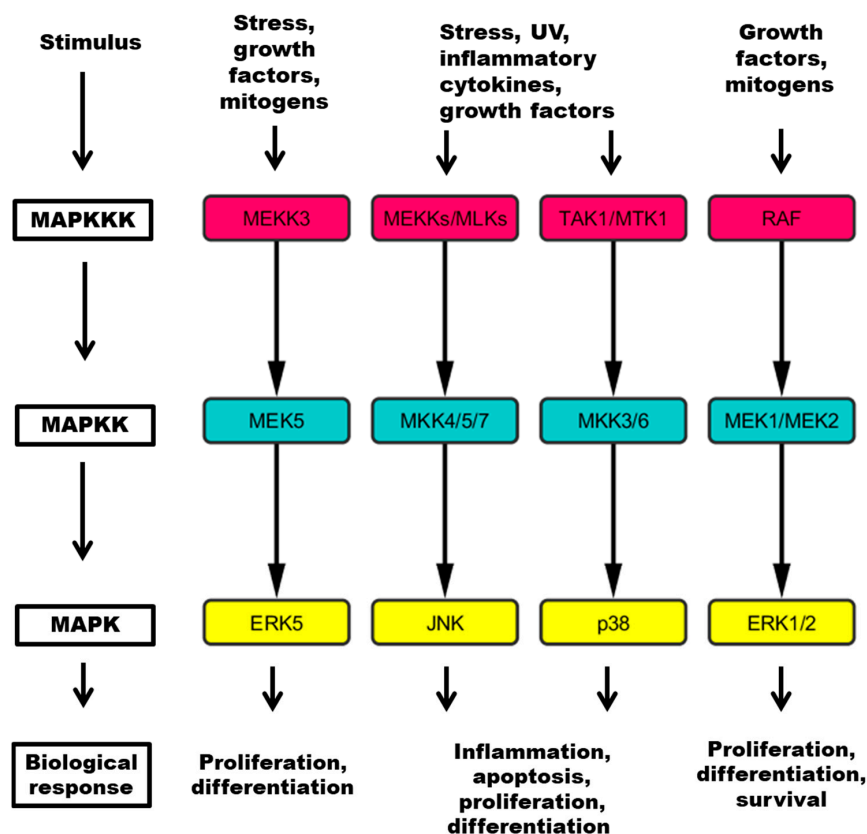 Stimulus
Stress,
growth
factors,
mitogens
Stress, UV,
inflammatory
cytokines,
growth factors
Growth
factors,
mitogens
MAPKKK
MEKK3
MEKKs/MLKs
TAK1/MTK1
RAF
MAPKK
MEK5
MKK4/5/7
MKK3/6
MEK1/MEK2
MAPK
ERK5
JNK
p38
ERK1/2
Biological
response
Proliferation,
differentiation
Inflammation,
apoptosis,
proliferation,
differentiation
Proliferation,
differentiation,
survival